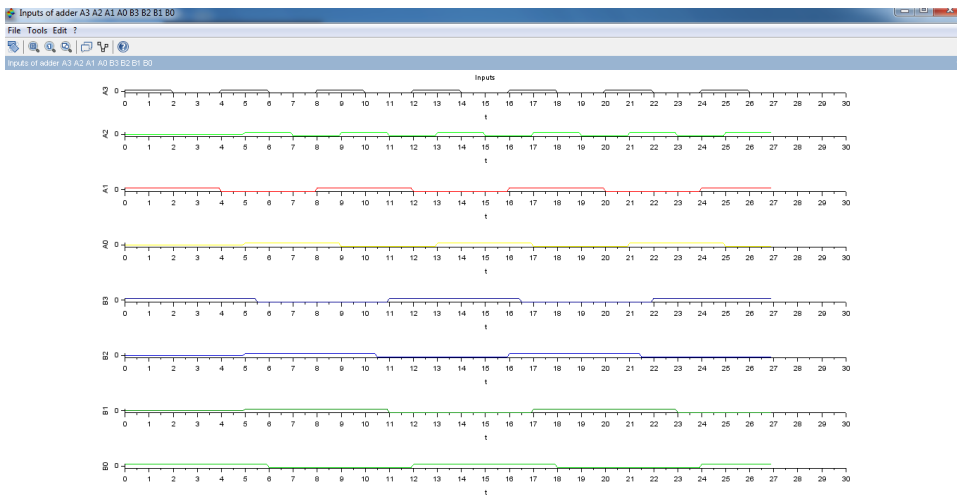 Inputs of adder A3 A2 A1 A0 B3 B2 B1 B0
File Tools Edit ?
Inputs of adder A3 A2 A1 A0 B3 B2 B1 B0
Inputs
A3 0
0 1 2 3 4 5 6 7 8 9 10 11 12 13 14 15 16 17 18 19 20 21 22 23 24 25 26 27 28 29 30
t
A2 0
0 1 2 3 4 5 6 7 8 9 10 11 12 13 14 15 16 17 18 19 20 21 22 23 24 25 26 27 28 29 30
t
A1 0
0 1 2 3 4 5 6 7 8 9 10 11 12 13 14 15 16 17 18 19 20 21 22 23 24 25 26 27 28 29 30
t
A0 0
0 1 2 3 4 5 6 7 8 9 10 11 12 13 14 15 16 17 18 19 20 21 22 23 24 25 26 27 28 29 30
t
B3 0
0 1 2 3 4 5 6 7 8 9 10 11 12 13 14 15 16 17 18 19 20 21 22 23 24 25 26 27 28 29 30
t
B2 0
0 1 2 3 4 5 6 7 8 9 10 11 12 13 14 15 16 17 18 19 20 21 22 23 24 25 26 27 28 29 30
t
B1 0
0 1 2 3 4 5 6 7 8 9 10 11 12 13 14 15 16 17 18 19 20 21 22 23 24 25 26 27 28 29 30
t
B0 0
0 1 2 3 4 5 6 7 8 9 10 11 12 13 14 15 16 17 18 19 20 21 22 23 24 25 26 27 28 29 30
t